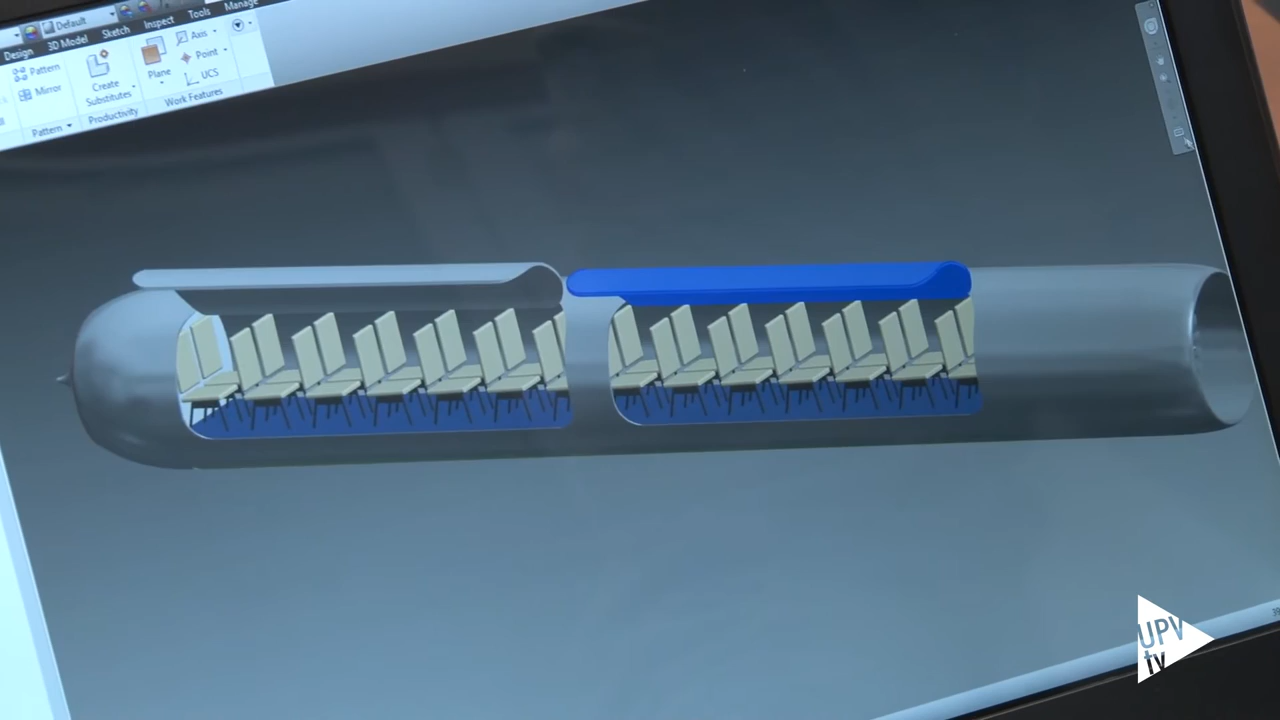 Default
Design 3D Model Sketch Inspect Tools Manage
Pattern
Mirror
Pattern
Create
Substitutes
Productivity
Plane
Axis
Point
UCS
Work Features
UPV
tv